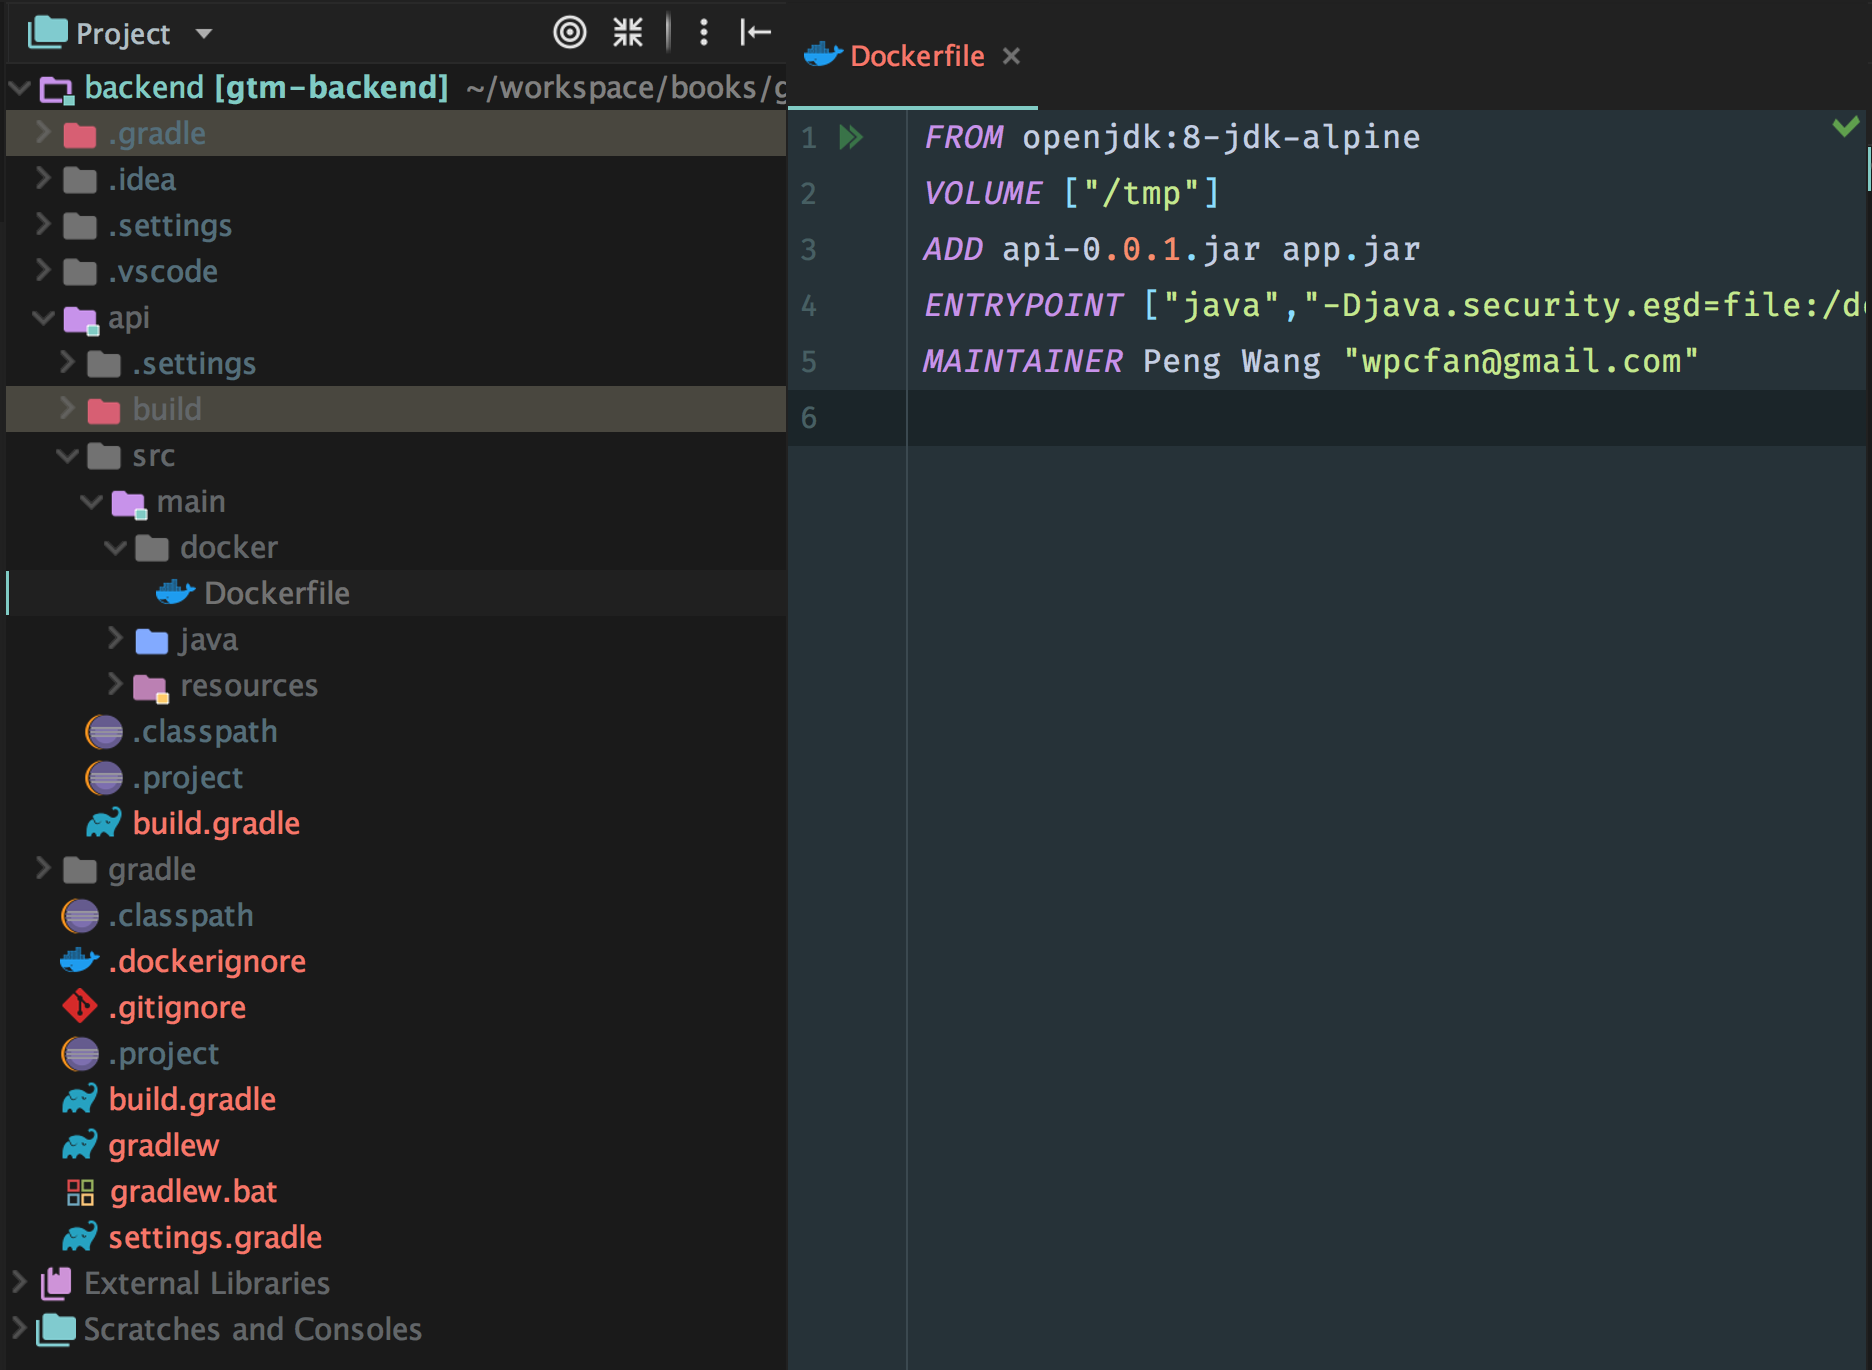 Project
backend [gtm-backend] ~/workspace/books/g
.gradle
.idea
.settings
.vscode
api
.settings
build
src
main
docker
Dockerfile
java
resources
.classpath
.project
build.gradle
gradle
.classpath
.dockerignore
.gitignore
.project
build.gradle
gradlew
gradlew.bat
settings.gradle
External Libraries
Scratches and Consoles
Dockerfile
1 FROM openjdk:8-jdk-alpine
2 VOLUME ["/tmp"]
3 ADD api-0.0.1.jar app.jar
4 ENTRYPOINT ["java","-Djava.security.egd=file:/d
5 MAINTAINER Peng Wang "wpcfan@gmail.com"
6